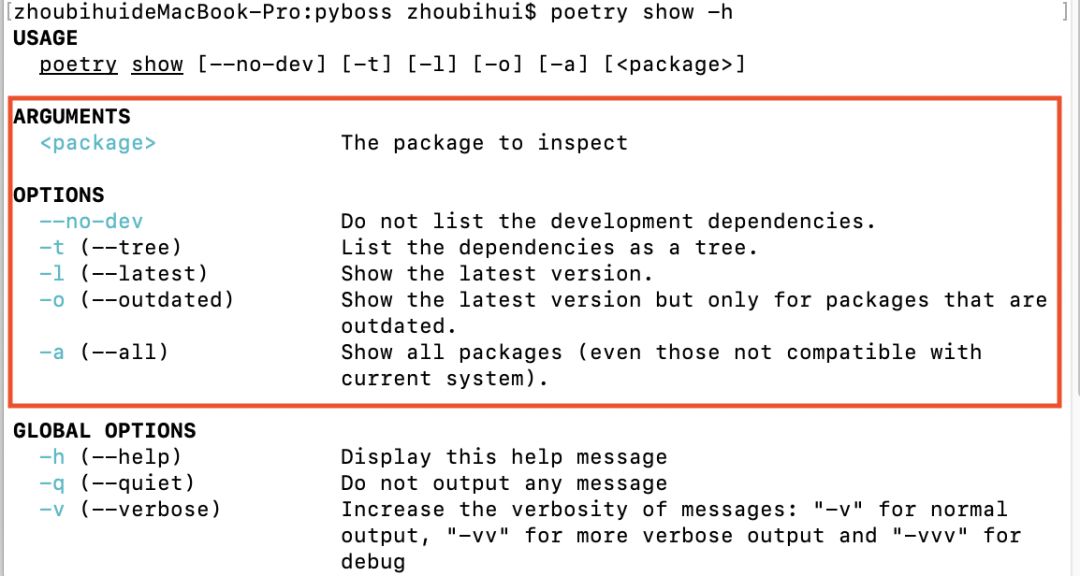 [zhoubihuideMacBook-Pro:pyboss zhoubihui$ poetry show -h ]
USAGE
poetry show [--no-dev] [-t] [-l] [-o] [-a] [<package>]
ARGUMENTS
<package> The package to inspect
OPTIONS
--no-dev Do not list the development dependencies.
-t (--tree) List the dependencies as a tree.
-l (--latest) Show the latest version.
-o (--outdated) Show the latest version but only for packages that are
outdated.
-a (--all) Show all packages (even those not compatible with
current system).
GLOBAL OPTIONS
-h (--help) Display this help message
-q (--quiet) Do not output any message
-v (--verbose) Increase the verbosity of messages: "-v" for normal
output, "-vv" for more verbose output and "-vvv" for
debug